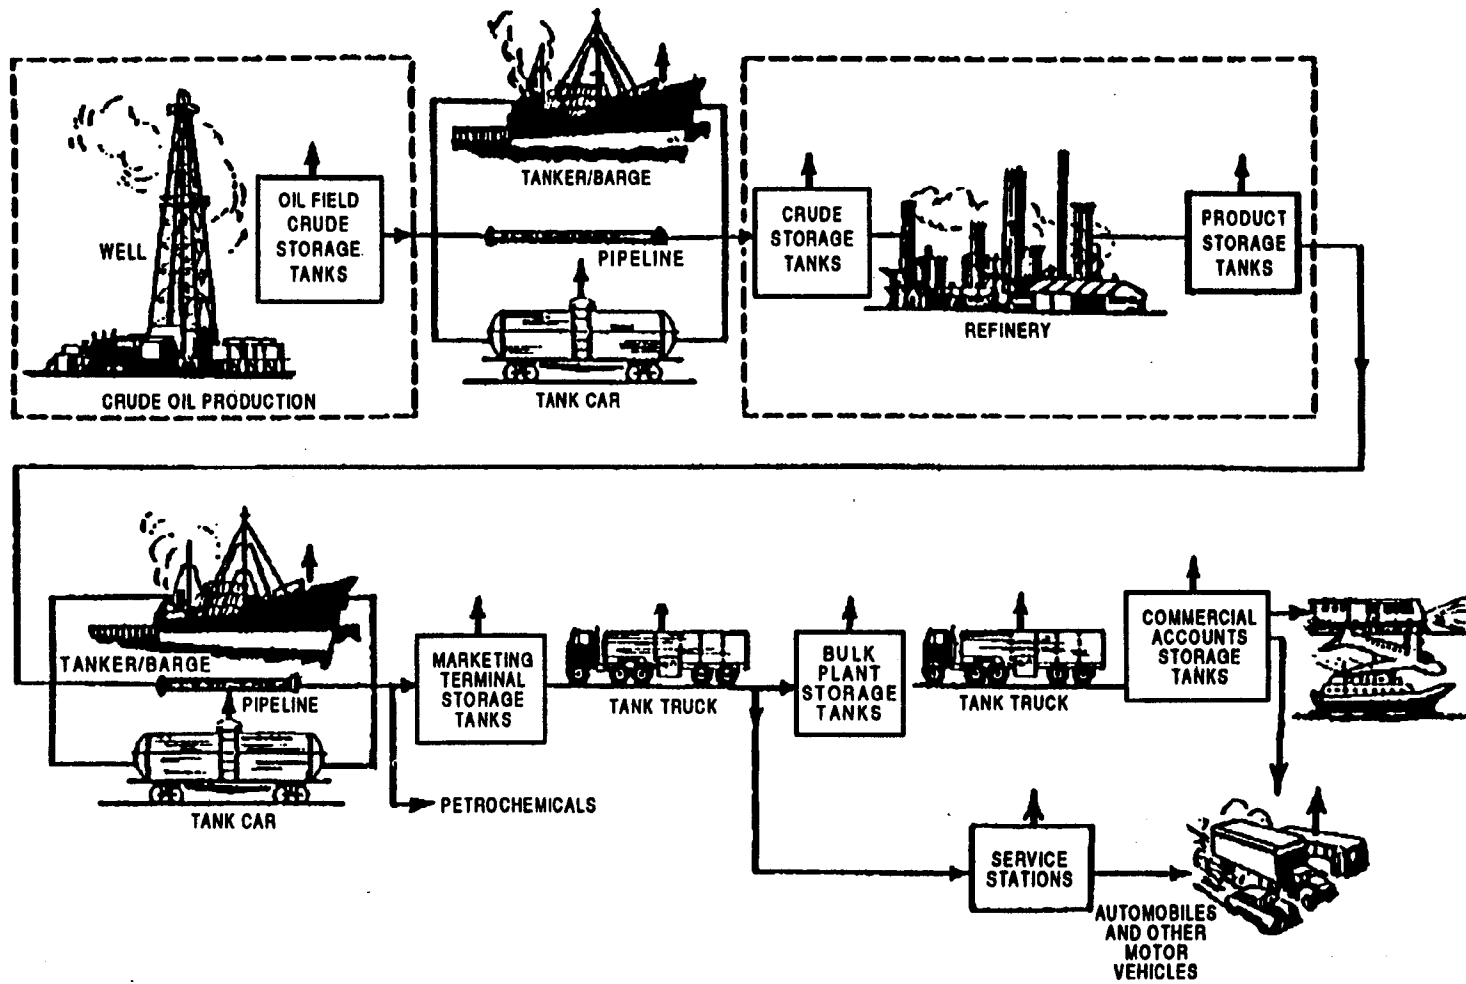 TANKER/BARGE
WELL
OIL FIELD
CRUDE
STORAGE
TANKS
PIPELINE
CRUDE
STORAGE
TANKS
PRODUCT
STORAGE
TANKS
REFINERY
TANK CAR
CRUDE OIL PRODUCTION
TANKER/BARGE
PIPELINE
TANK CAR
MARKETING
TERMINAL
STORAGE
TANKS
PETROCHEMICALS
TANK TRUCK
BULK
PLANT
STORAGE
TANKS
TANK TRUCK
COMMERCIAL
ACCOUNTS
STORAGE
TANKS
SERVICE
STATIONS
AUTOMOBILES
AND OTHER
MOTOR
VEHICLES